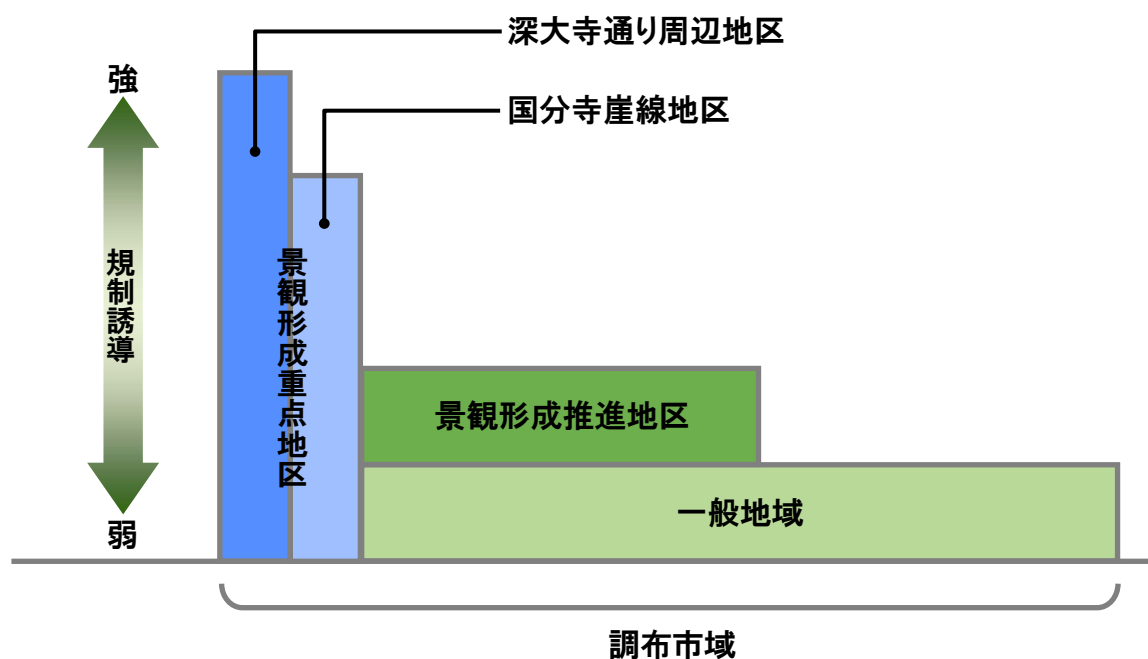 深大寺通り周辺地区
国分寺崖線地区
強
規制誘導
弱
景観形成重点地区
景観形成推進地区
一般地域
調布市域